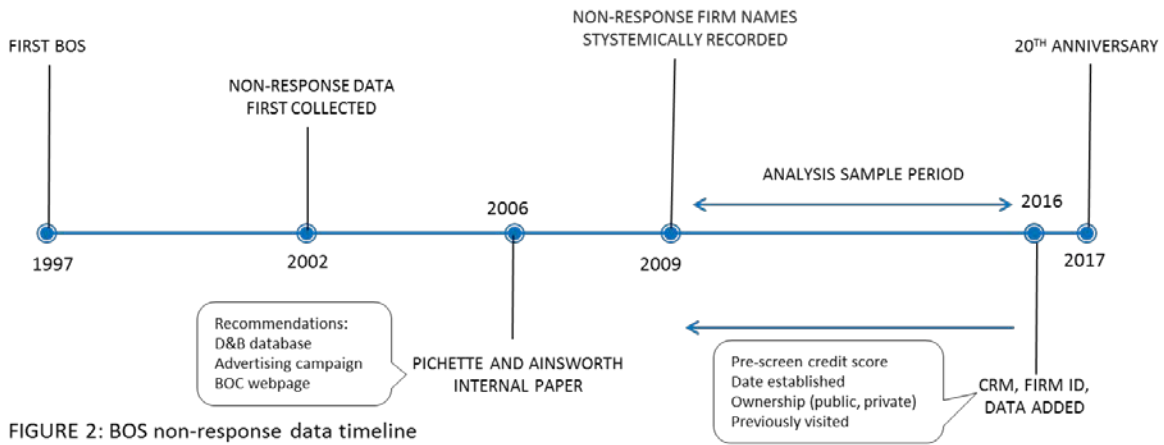 FIRST BOS
NON-RESPONSE DATA
FIRST COLLECTED
NON-RESPONSE FIRM NAMES
STYSTEMICALLY RECORDED
20TH ANNIVERSARY
ANALYSIS SAMPLE PERIOD
1997
2002
2006
2009
2016
2017
Recommendations:
D&B database
Advertising campaign
BOC webpage
PICHETTE AND AINSWORTH
INTERNAL PAPER
Pre-screen credit score
Date established
Ownership (public, private)
Previously visited
CRM, FIRM ID,
DATA ADDED
FIGURE 2: BOS non-response data timeline